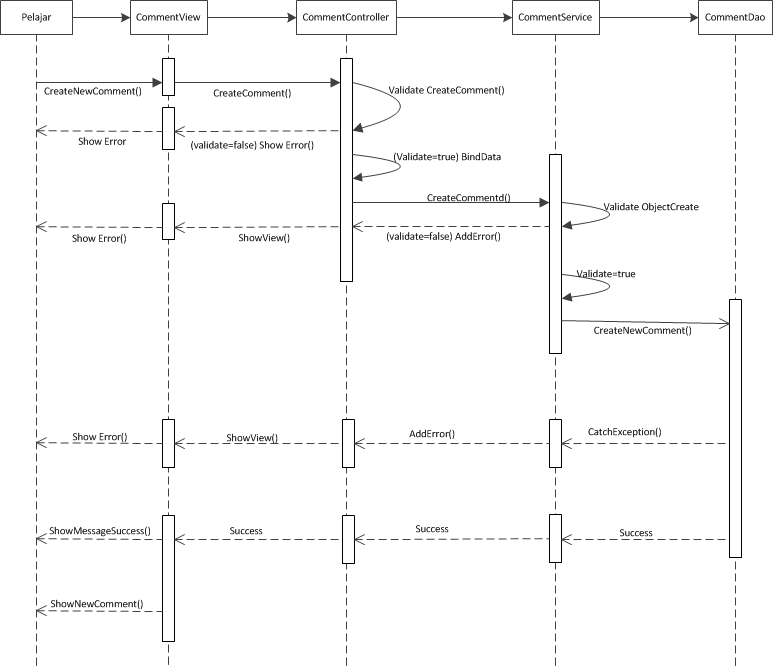 Pelajar
CommentView
CommentController
CommentService
CommentDao
CreateNewComment()
CreateComment()
Validate CreateComment()
Show Error
(validate=false) Show Error()
(Validate=true) BindData
CreateCommentd()
Validate ObjectCreate
Show Error()
ShowView()
(validate=false) AddError()
Validate=true
CreateNewComment()
Show Error()
ShowView()
AddError()
CatchException()
ShowMessageSuccess()
Success
Success
Success
ShowNewComment()